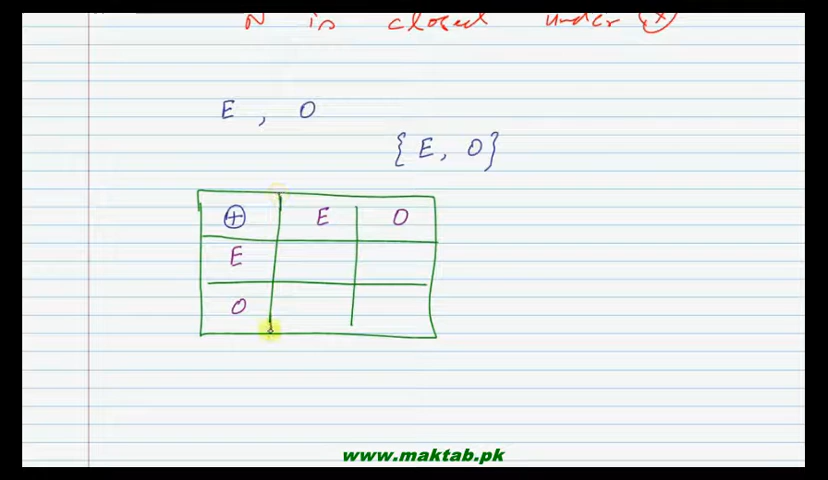 N is closed under (x)
E , O
{E, O}
⊕ E O
E
O
www.maktab.pk